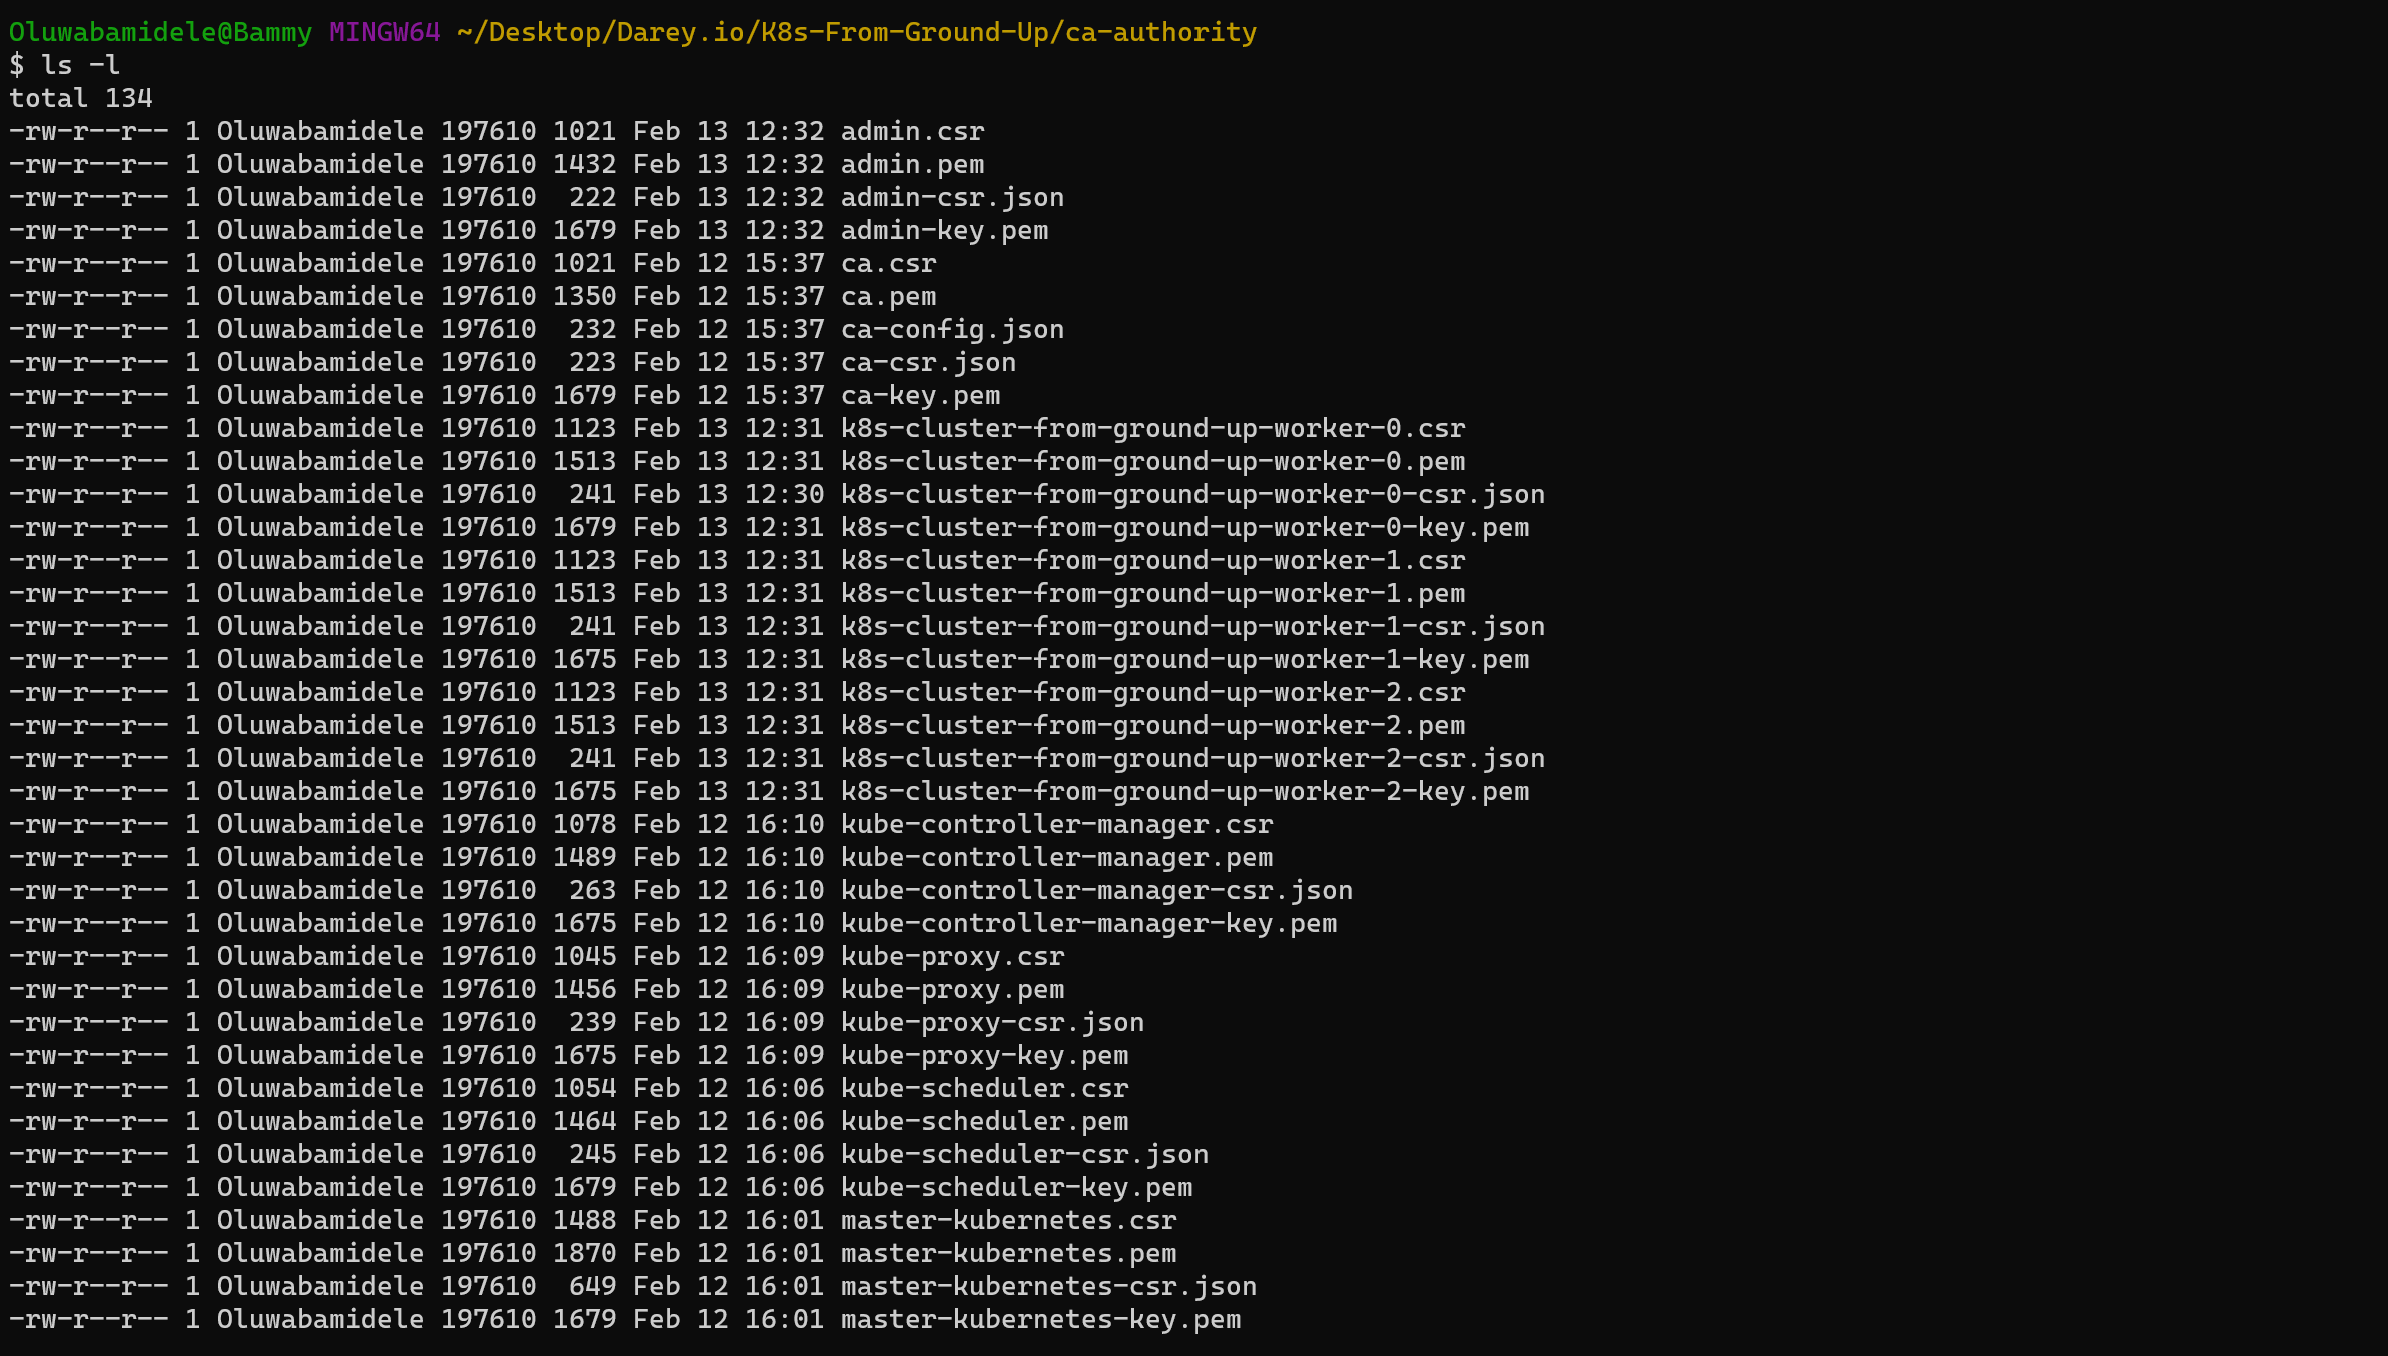 Oluwabamidele@Bammy MINGW64 ~/Desktop/Darey.io/K8s-From-Ground-Up/ca-authority
$ ls -l
total 134
-rw-r--r-- 1 Oluwabamidele 197610 1021 Feb 13 12:32 admin.csr
-rw-r--r-- 1 Oluwabamidele 197610 1432 Feb 13 12:32 admin.pem
-rw-r--r-- 1 Oluwabamidele 197610  222 Feb 13 12:32 admin-csr.json
-rw-r--r-- 1 Oluwabamidele 197610 1679 Feb 13 12:32 admin-key.pem
-rw-r--r-- 1 Oluwabamidele 197610 1021 Feb 12 15:37 ca.csr
-rw-r--r-- 1 Oluwabamidele 197610 1350 Feb 12 15:37 ca.pem
-rw-r--r-- 1 Oluwabamidele 197610  232 Feb 12 15:37 ca-config.json
-rw-r--r-- 1 Oluwabamidele 197610  223 Feb 12 15:37 ca-csr.json
-rw-r--r-- 1 Oluwabamidele 197610 1679 Feb 12 15:37 ca-key.pem
-rw-r--r-- 1 Oluwabamidele 197610 1123 Feb 13 12:31 k8s-cluster-from-ground-up-worker-0.csr
-rw-r--r-- 1 Oluwabamidele 197610 1513 Feb 13 12:31 k8s-cluster-from-ground-up-worker-0.pem
-rw-r--r-- 1 Oluwabamidele 197610  241 Feb 13 12:30 k8s-cluster-from-ground-up-worker-0-csr.json
-rw-r--r-- 1 Oluwabamidele 197610 1679 Feb 13 12:31 k8s-cluster-from-ground-up-worker-0-key.pem
-rw-r--r-- 1 Oluwabamidele 197610 1123 Feb 13 12:31 k8s-cluster-from-ground-up-worker-1.csr
-rw-r--r-- 1 Oluwabamidele 197610 1513 Feb 13 12:31 k8s-cluster-from-ground-up-worker-1.pem
-rw-r--r-- 1 Oluwabamidele 197610  241 Feb 13 12:31 k8s-cluster-from-ground-up-worker-1-csr.json
-rw-r--r-- 1 Oluwabamidele 197610 1675 Feb 13 12:31 k8s-cluster-from-ground-up-worker-1-key.pem
-rw-r--r-- 1 Oluwabamidele 197610 1123 Feb 13 12:31 k8s-cluster-from-ground-up-worker-2.csr
-rw-r--r-- 1 Oluwabamidele 197610 1513 Feb 13 12:31 k8s-cluster-from-ground-up-worker-2.pem
-rw-r--r-- 1 Oluwabamidele 197610  241 Feb 13 12:31 k8s-cluster-from-ground-up-worker-2-csr.json
-rw-r--r-- 1 Oluwabamidele 197610 1675 Feb 13 12:31 k8s-cluster-from-ground-up-worker-2-key.pem
-rw-r--r-- 1 Oluwabamidele 197610 1078 Feb 12 16:10 kube-controller-manager.csr
-rw-r--r-- 1 Oluwabamidele 197610 1489 Feb 12 16:10 kube-controller-manager.pem
-rw-r--r-- 1 Oluwabamidele 197610  263 Feb 12 16:10 kube-controller-manager-csr.json
-rw-r--r-- 1 Oluwabamidele 197610 1675 Feb 12 16:10 kube-controller-manager-key.pem
-rw-r--r-- 1 Oluwabamidele 197610 1045 Feb 12 16:09 kube-proxy.csr
-rw-r--r-- 1 Oluwabamidele 197610 1456 Feb 12 16:09 kube-proxy.pem
-rw-r--r-- 1 Oluwabamidele 197610  239 Feb 12 16:09 kube-proxy-csr.json
-rw-r--r-- 1 Oluwabamidele 197610 1675 Feb 12 16:09 kube-proxy-key.pem
-rw-r--r-- 1 Oluwabamidele 197610 1054 Feb 12 16:06 kube-scheduler.csr
-rw-r--r-- 1 Oluwabamidele 197610 1464 Feb 12 16:06 kube-scheduler.pem
-rw-r--r-- 1 Oluwabamidele 197610  245 Feb 12 16:06 kube-scheduler-csr.json
-rw-r--r-- 1 Oluwabamidele 197610 1679 Feb 12 16:06 kube-scheduler-key.pem
-rw-r--r-- 1 Oluwabamidele 197610 1488 Feb 12 16:01 master-kubernetes.csr
-rw-r--r-- 1 Oluwabamidele 197610 1870 Feb 12 16:01 master-kubernetes.pem
-rw-r--r-- 1 Oluwabamidele 197610  649 Feb 12 16:01 master-kubernetes-csr.json
-rw-r--r-- 1 Oluwabamidele 197610 1679 Feb 12 16:01 master-kubernetes-key.pem